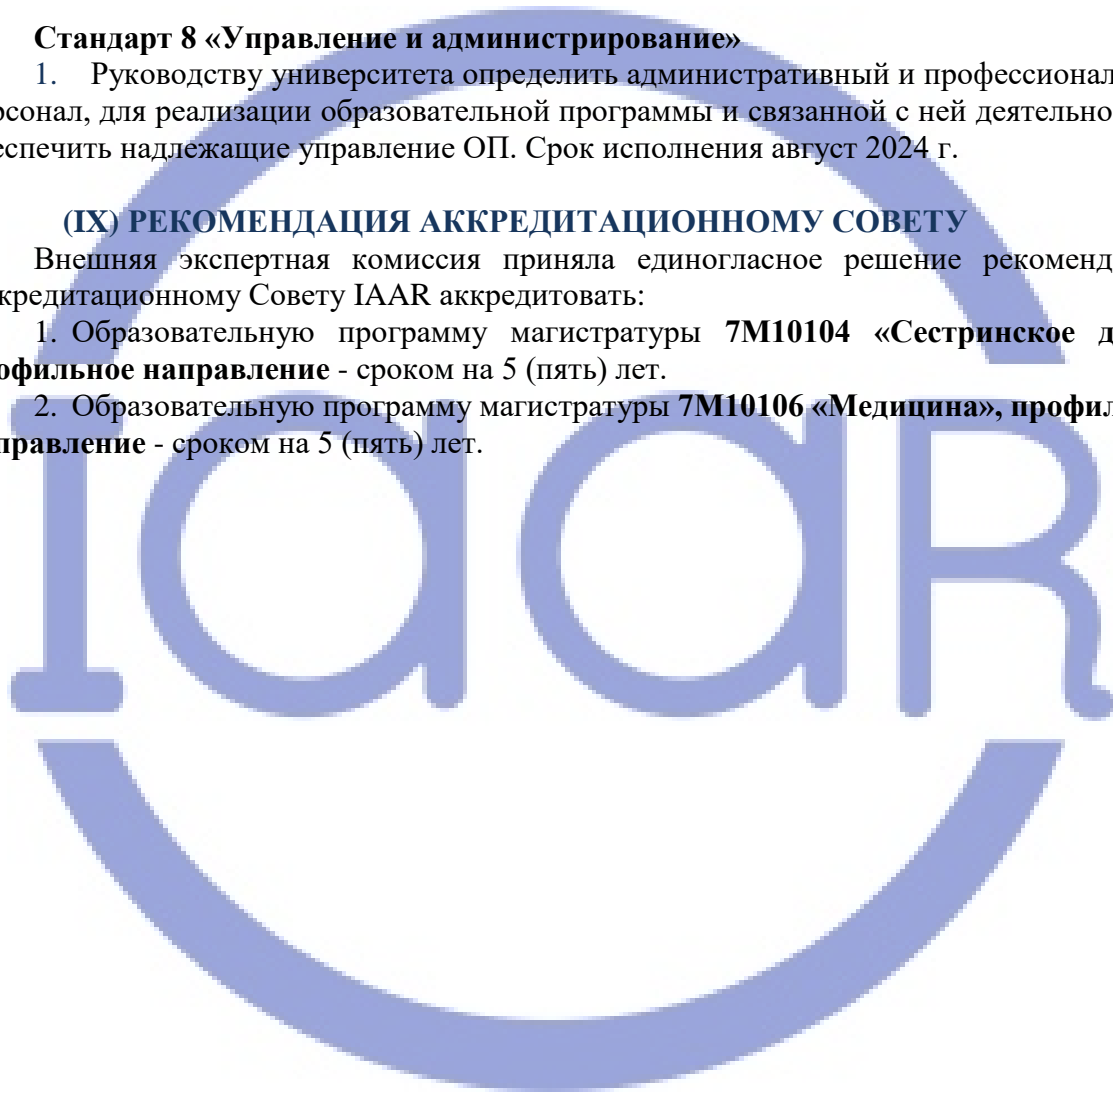 Стандарт 8 «Управление и администрирование»
1. Руководству университета определить административный и профессионал
рсонал, для реализации образовательной программы и связанной с ней деятельно
еспечить надлежащие управление ОП. Срок исполнения август 2024 г.
(IX) РЕКОМЕНДАЦИЯ АККРЕДИТАЦИОННОМУ СОВЕТУ
Внешняя экспертная комиссия приняла единогласное решение рекоменд
кредитационному Совету IAAR аккредитовать:
1. Образовательную программу магистратуры 7М10104 «Сестринское д
офильное направление - сроком на 5 (пять) лет.
2. Образовательную программу магистратуры 7М10106 «Медицина», профил
правление - сроком на 5 (пять) лет.
IaaR